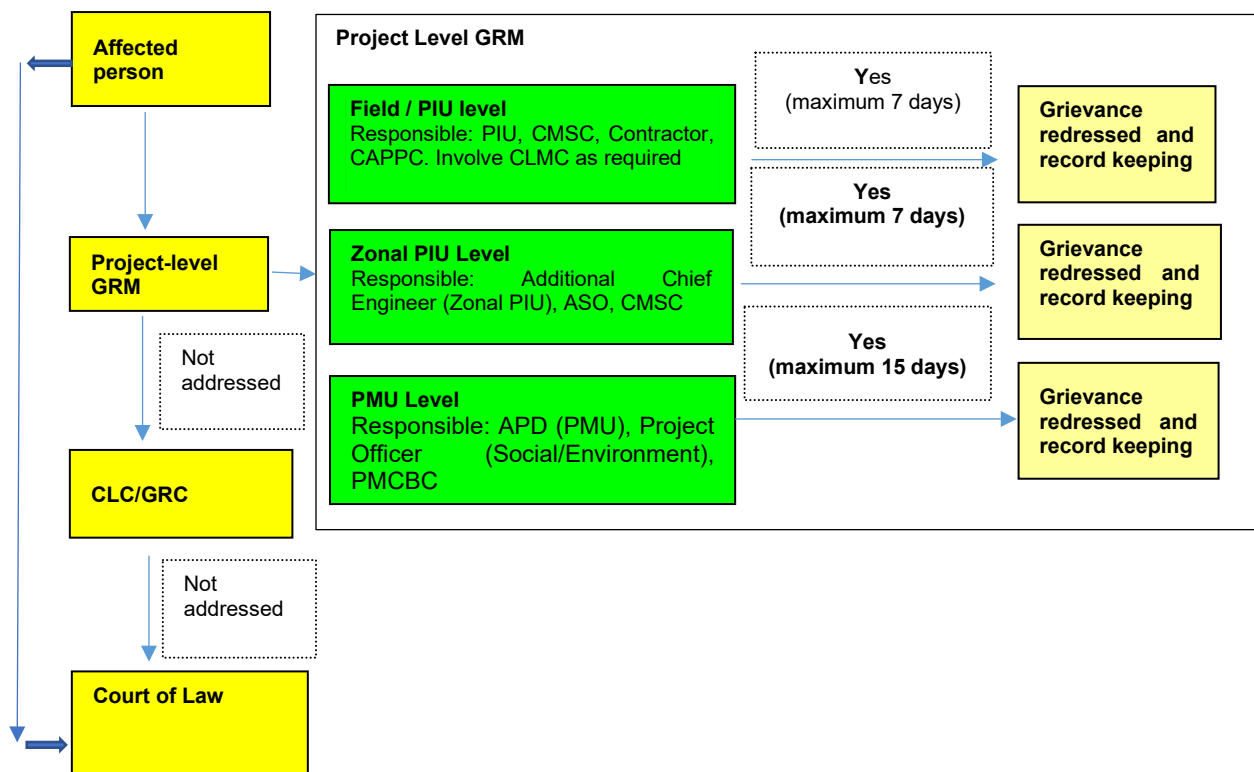 Affected
person
Project-level
GRM
Not
addressed
CLC/GRC
Not
addressed
Court of Law
Project Level GRM
Field / PIU level
Responsible: PIU, CMSC, Contractor,
CAPPC. Involve CLMC as required
Yes
(maximum 7 days)
Grievance
redressed and
record keeping
Zonal PIU Level
Responsible: Additional Chief
Engineer (Zonal PIU), ASO, CMSC
Yes
(maximum 7 days)
Grievance
redressed and
record keeping
PMU Level
Responsible: APD (PMU), Project
Officer (Social/Environment),
PMCBC
Yes
(maximum 15 days)
Grievance
redressed and
record keeping